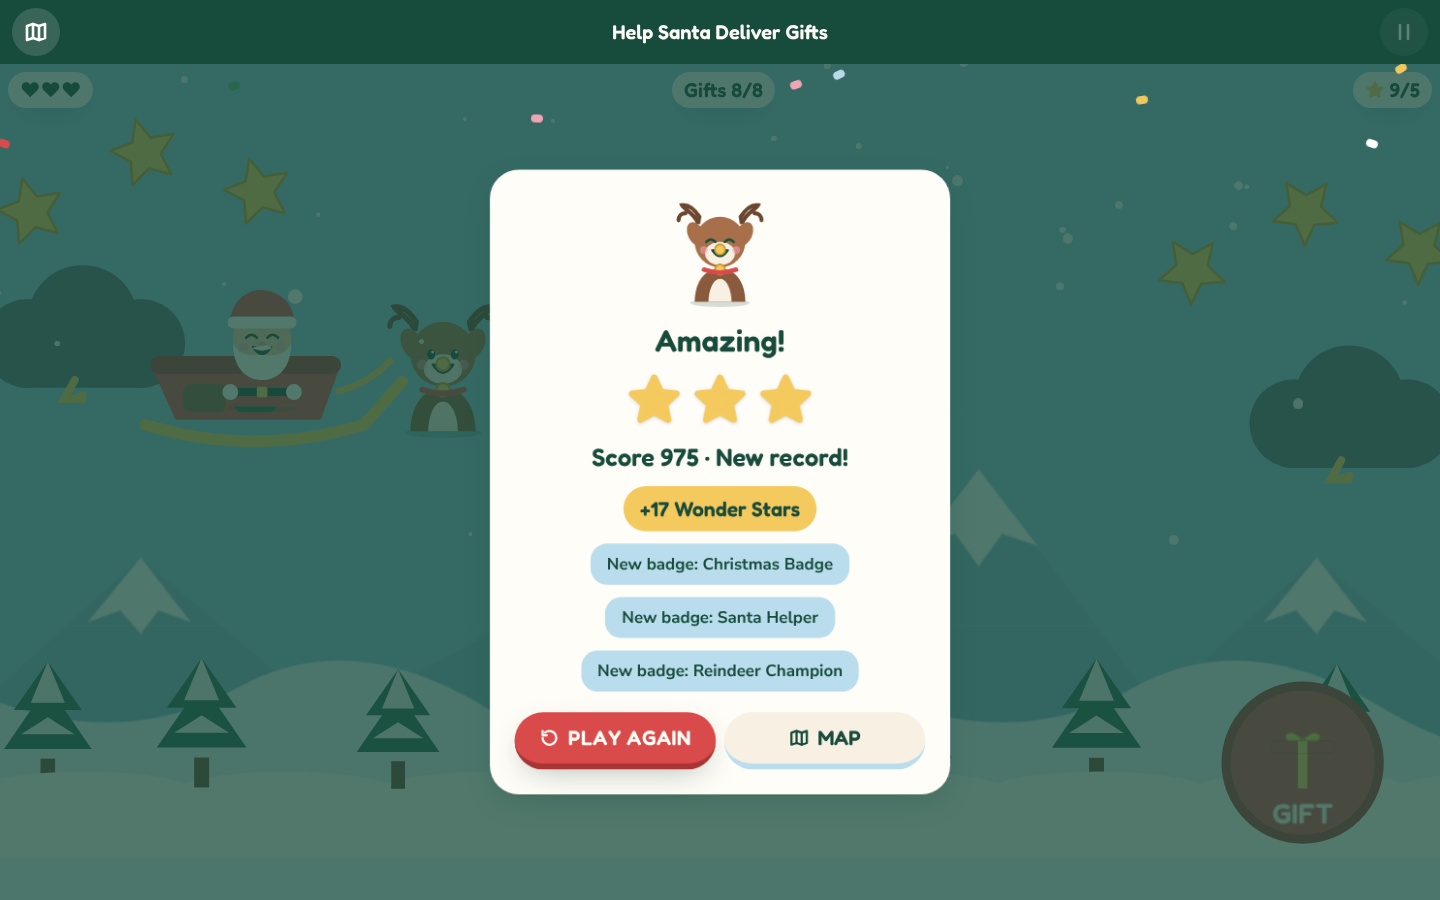 Help Santa Deliver Gifts
Gifts 8/8
9/5
Amazing!
Score 975 · New record!
+17 Wonder Stars
New badge: Christmas Badge
New badge: Santa Helper
New badge: Reindeer Champion
PLAY AGAIN
MAP
GIFT